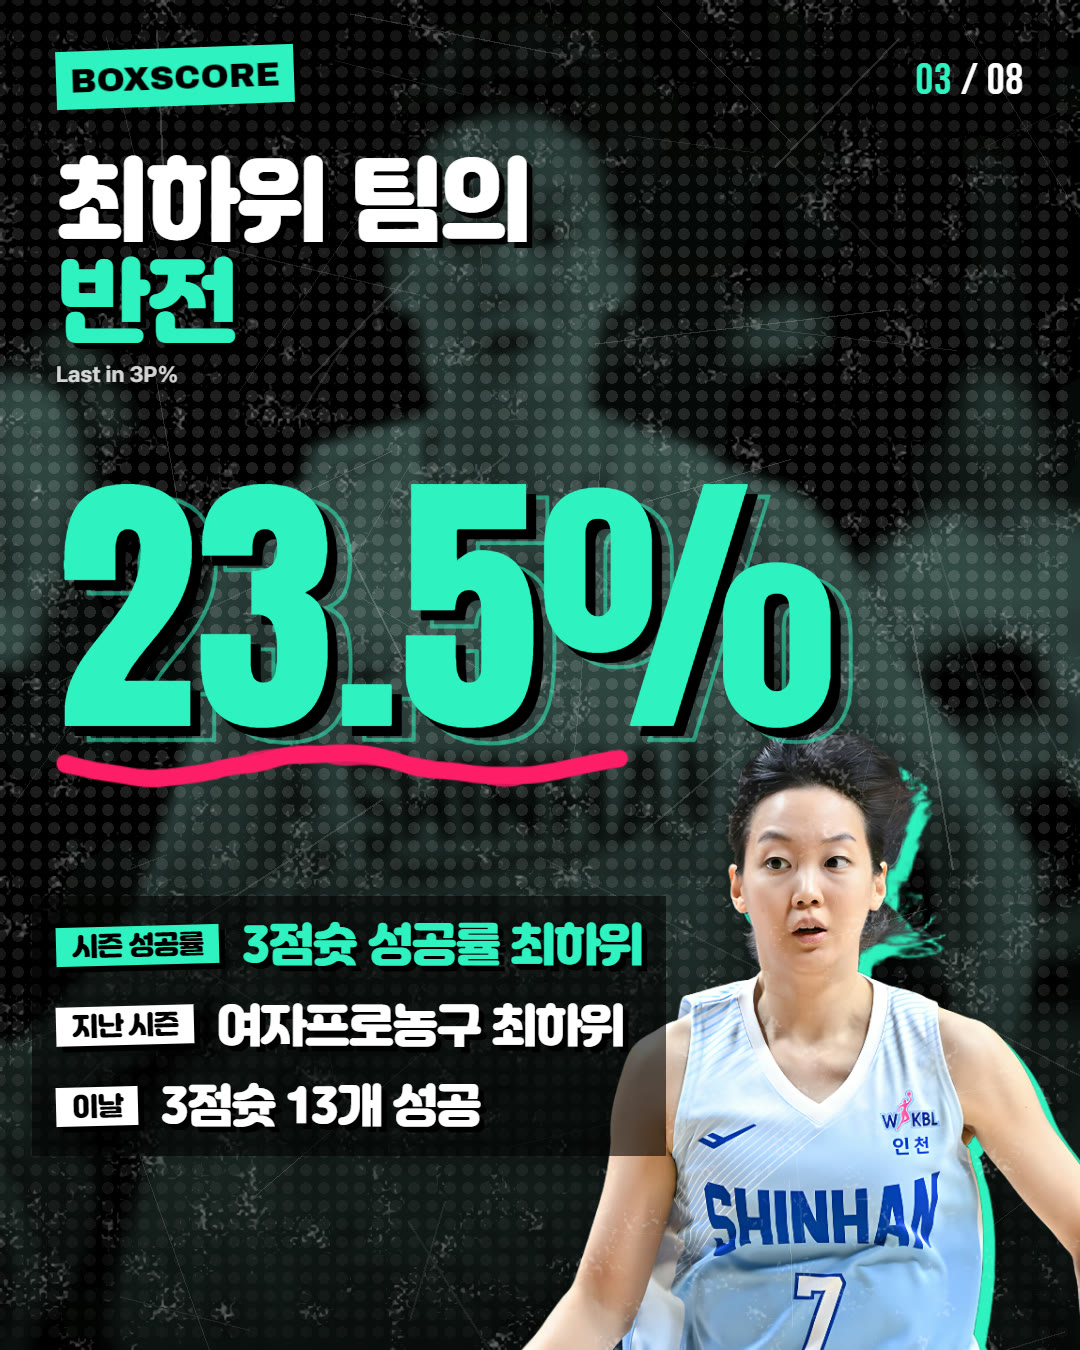 BOXSCORE
03 / 08
최하위 팀의
반전
Last in 3P%
23.5%
시즌 성공률 3점슛 성공률 최하위
지난 시즌 여자프로농구 최하위
이날 3점슛 13개 성공
WKBL
인천
SHINHAN
7